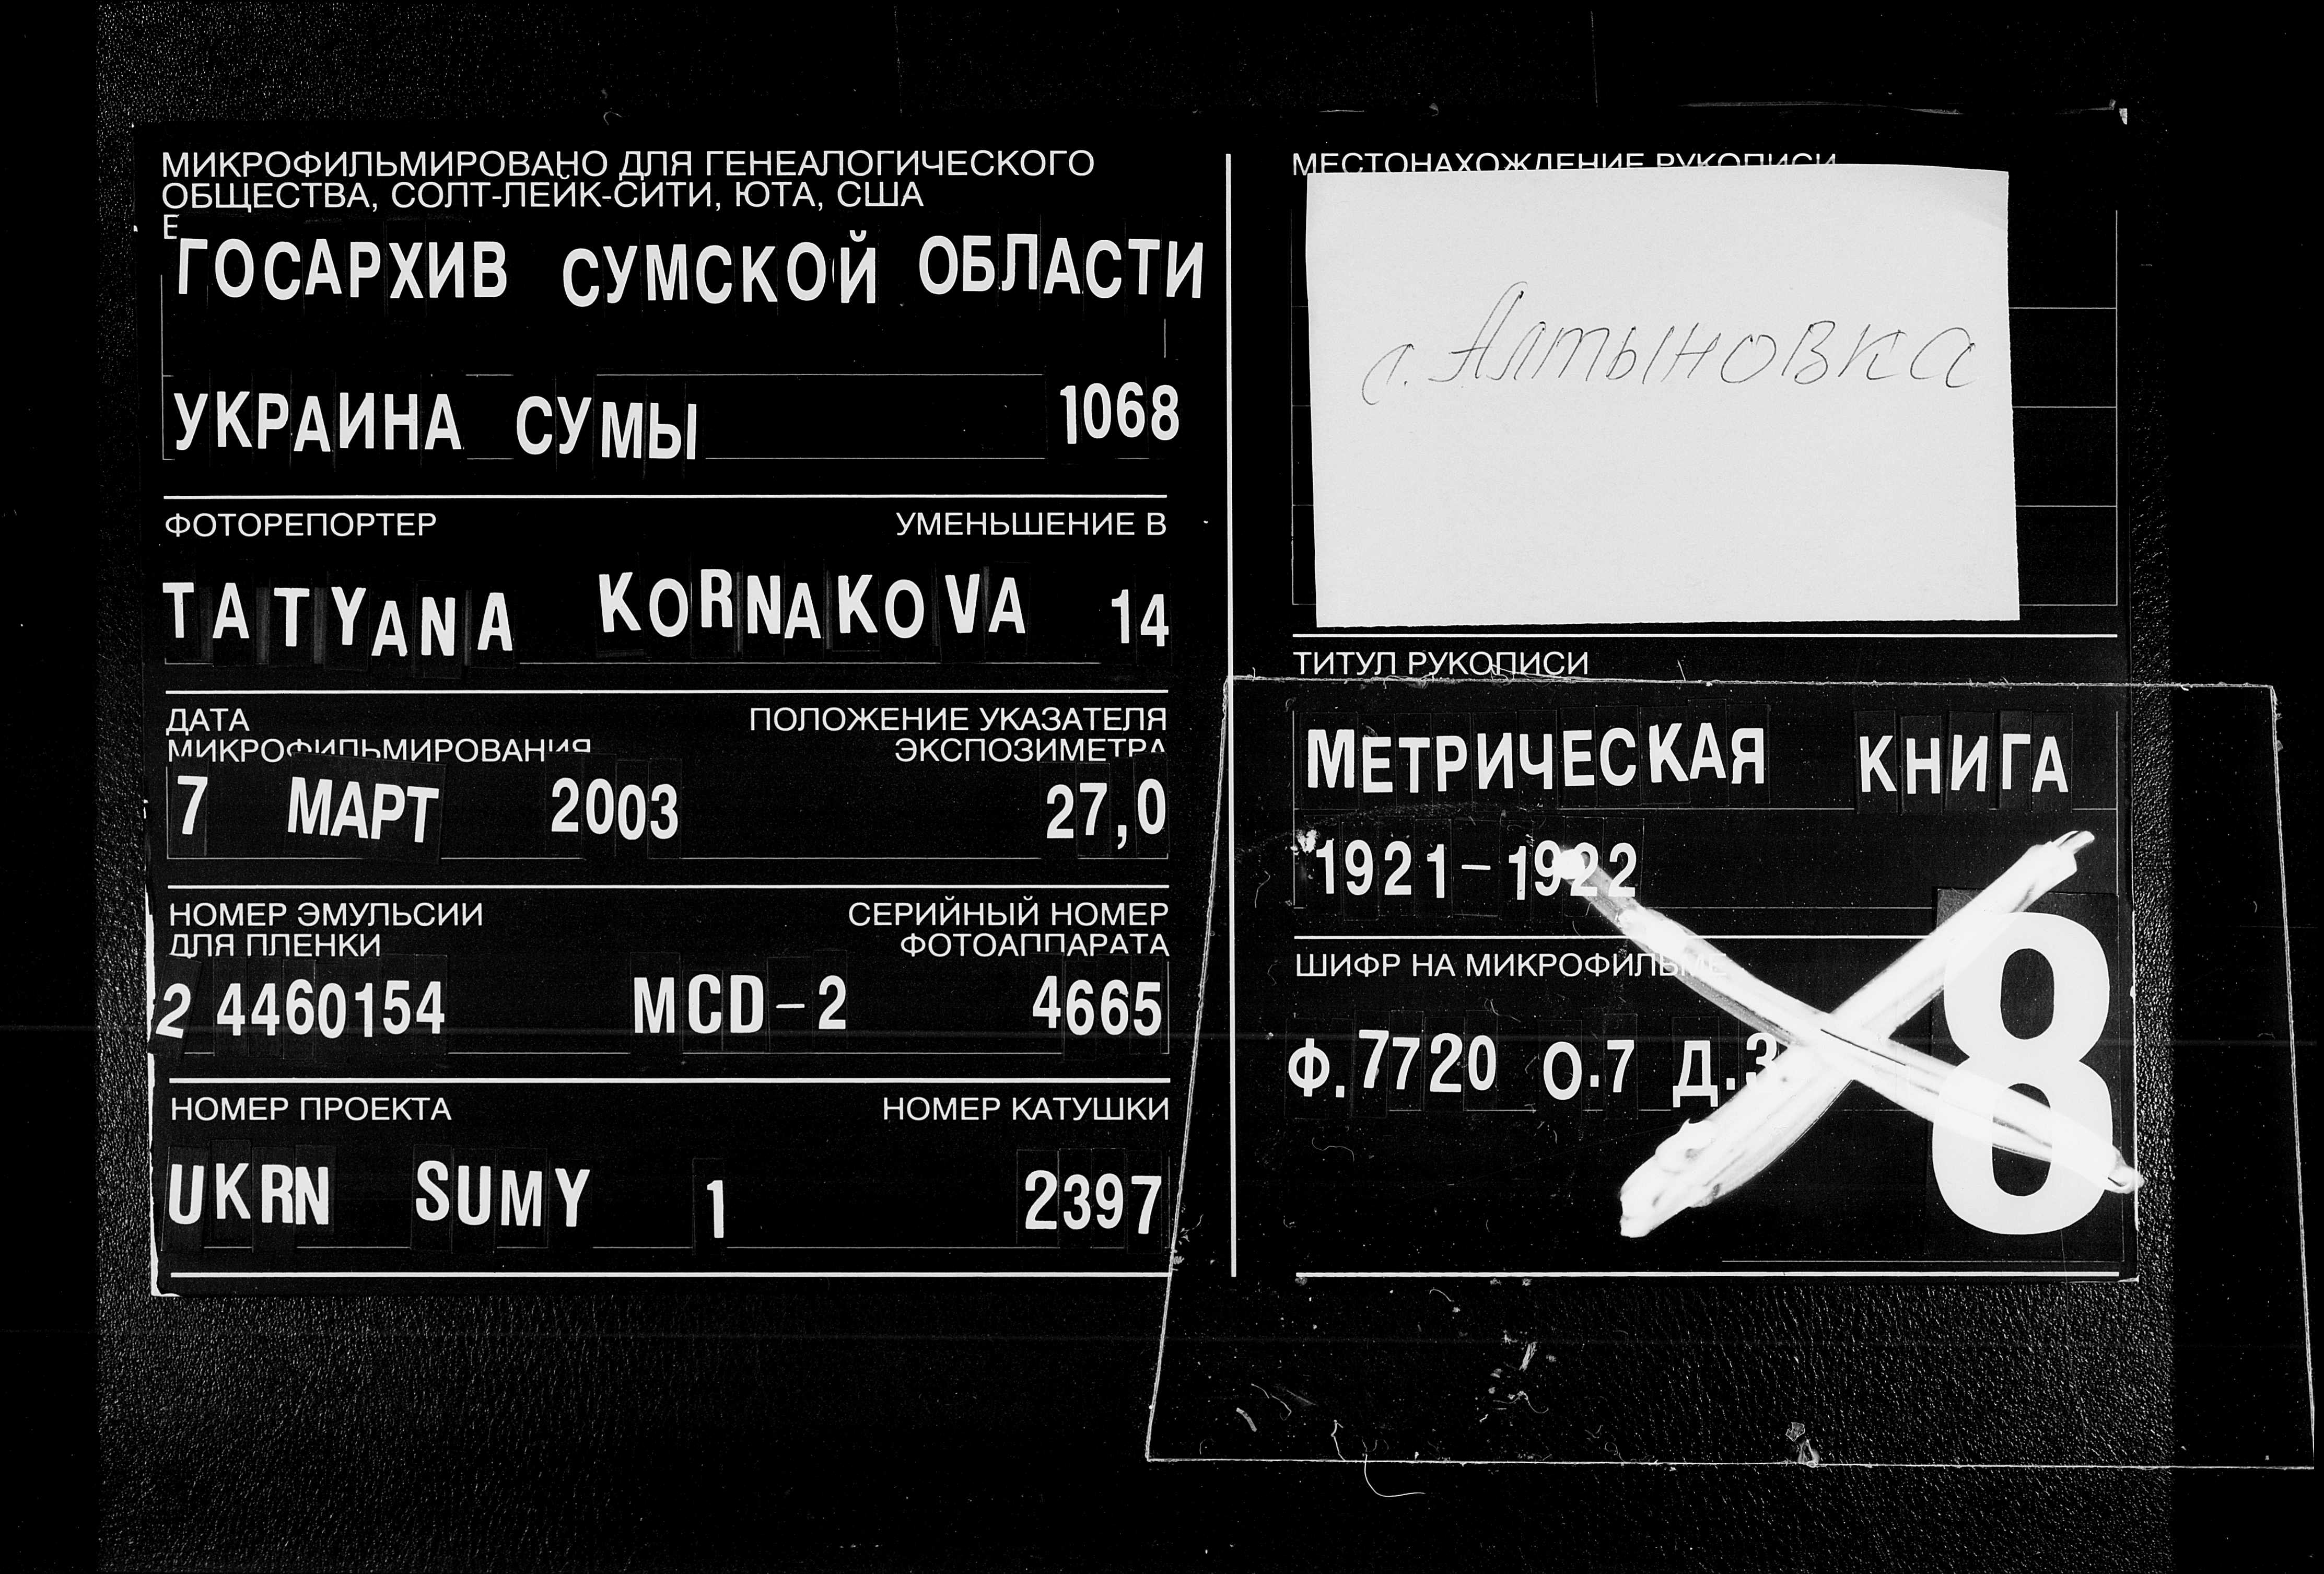 МИКРОФИЛЬМИРОВАНО ДЛЯ ГЕНЕАЛОГИЧЕСКОГО
ОБЩЕСТВА, СОЛТ-ЛЕЙК-СИТИ, ЮТА, США
Е
ГОСАРХИВ СУМСКОЙ ОБЛАСТИ
УКРАИНА СУМЫ 1068
ФОТОРЕПОРТЕР УМЕНЬШЕНИЕ В
TATYANA KORNAKOVA 14
ДАТА ПОЛОЖЕНИЕ УКАЗАТЕЛЯ
МИКРОФИЛЬМИРОВАНИЯ ЭКСПОЗИМЕТРА
7 МАРТ 2003 27,0
НОМЕР ЭМУЛЬСИИ СЕРИЙНЫЙ НОМЕР
ДЛЯ ПЛЕНКИ ФОТОАППАРАТА
2 4460154 MCD-2 4665
НОМЕР ПРОЕКТА НОМЕР КАТУШКИ
UKRN SUMY 1 2397
МЕСТОНАХОЖДЕНИЕ РУКОПИСИ
с. Алтыновка
ТИТУЛ РУКОПИСИ
МЕТРИЧЕСКАЯ КНИГА
1921-1922
ШИФР НА МИКРОФИЛЬМЕ
Ф.7720 О.7 Д.3
8